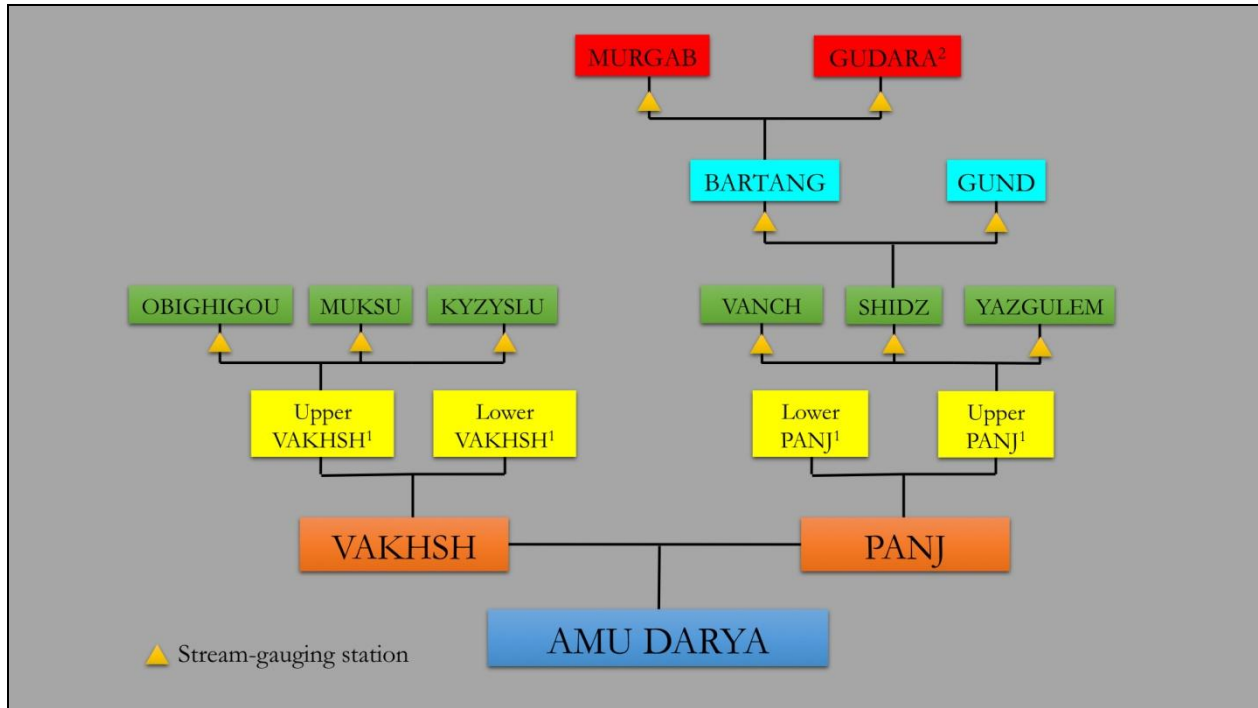 MURGAB
GUDARA²
BARTANG
GUND
OBIGHIGOU
MUKSU
KYZYSLU
VANCH
SHIDZ
YAZGULEM
Upper
VAKHSH¹
Lower
VAKHSH¹
Lower
PANJ¹
Upper
PANJ¹
VAKHSH
PANJ
AMU DARYA
Stream-gauging station